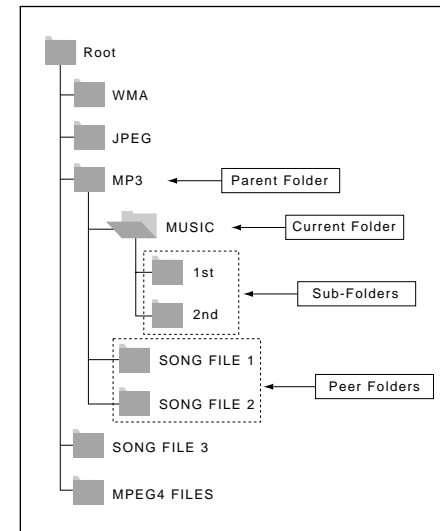 Root
WMA
JPEG
MP3
Parent Folder
MUSIC
Current Folder
1st
Sub-Folders
2nd
SONG FILE 1
Peer Folders
SONG FILE 2
SONG FILE 3
MPEG4 FILES